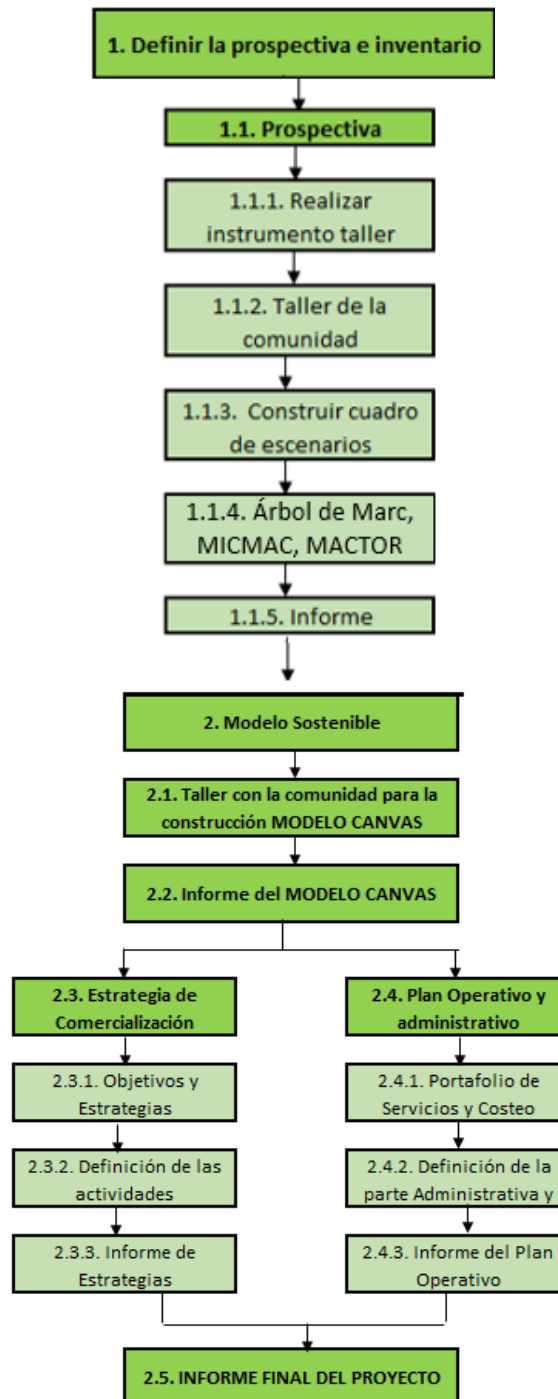 1. Definir la prospectiva e inventario
1.1. Prospectiva
1.1.1. Realizar
instrumento taller
1.1.2. Taller de la
comunidad
1.1.3. Construir cuadro
de escenarios
1.1.4. Árbol de Marc,
MICMAC, MACTOR
1.1.5. Informe
2. Modelo Sostenible
2.1. Taller con la comunidad para la
construcción MODELO CANVAS
2.2. Informe del MODELO CANVAS
2.3. Estrategia de
Comercialización
2.3.1. Objetivos y
Estrategias
2.3.2. Definición de las
actividades
2.3.3. Informe de
Estrategias
2.4. Plan Operativo y
administrativo
2.4.1. Portafolio de
Servicios y Costeo
2.4.2. Definición de la
parte Administrativa y
2.4.3. Informe del Plan
Operativo
2.5. INFORME FINAL DEL PROYECTO